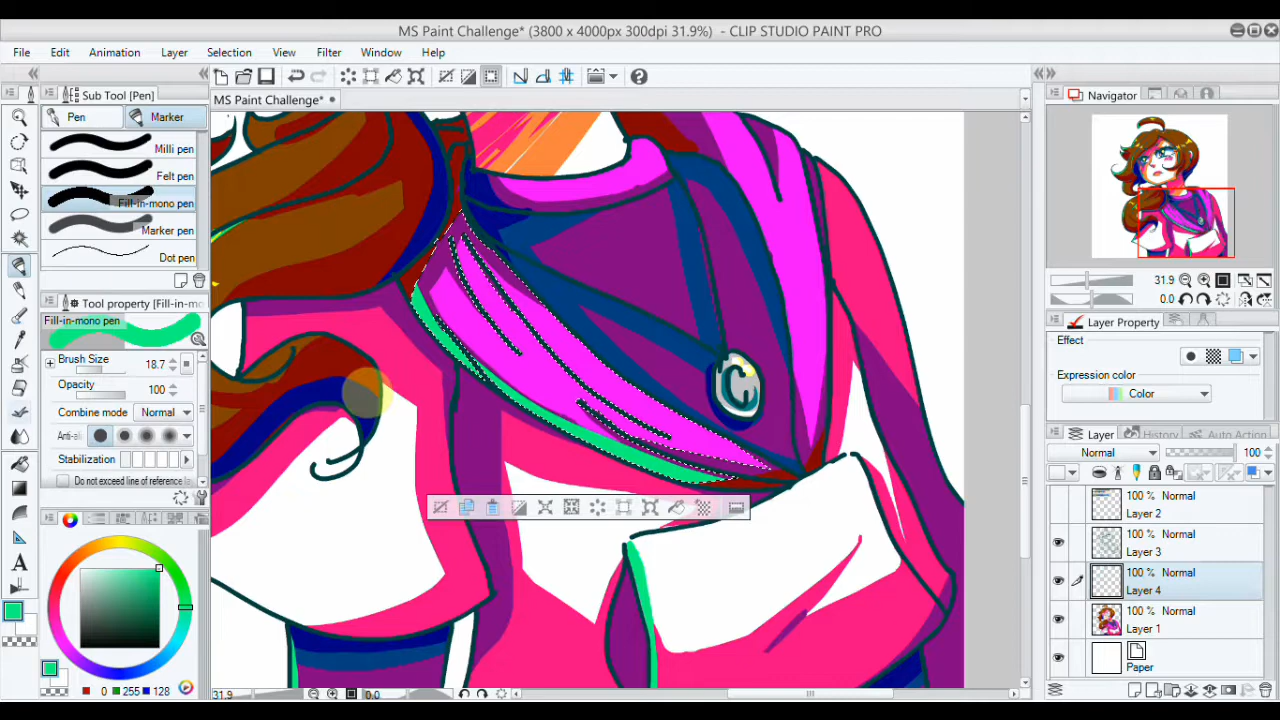 MS Paint Challenge* (3800 x 4000px 300dpi 31.9%) - CLIP STUDIO PAINT PRO
File Edit Animation Layer Selection View Filter Window Help
Sub Tool [Pen]
MS Paint Challenge*
Navigator
Pen Marker
Milli pen
Felt pen
Fill-in-mono pen
Marker pen
Dot pen
Tool property [Fill-in-mono pen]
Fill-in-mono pen
Brush Size 18.7
Opacity 100
Combine mode Normal
Anti-ali
Stabilization
Do not exceed line of reference la
0 255 128
31.9 0.0
C
31.9
0.0
Layer Property
Effect
Expression color
Color
Layer History Auto Action
Normal 100
100 % Normal
Layer 2
100 % Normal
Layer 3
100 % Normal
Layer 4
100 % Normal
Layer 1
Paper